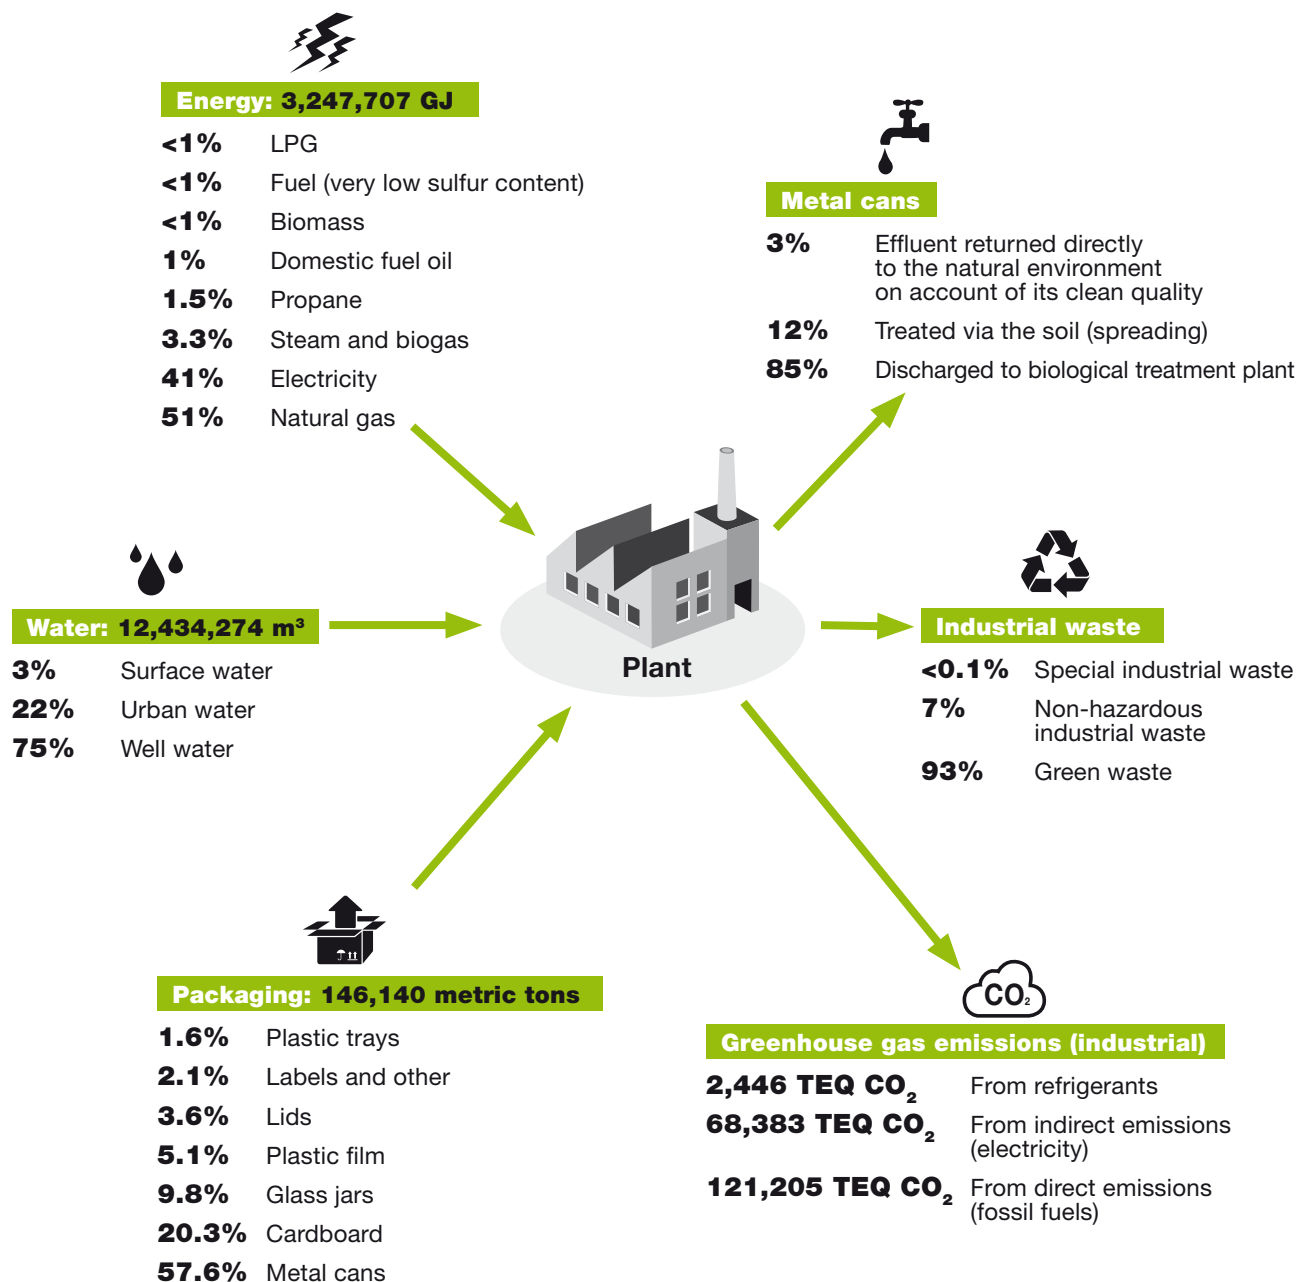 Energy: 3,247,707 GJ
<1% LPG
<1% Fuel (very low sulfur content)
<1% Biomass
1% Domestic fuel oil
1.5% Propane
3.3% Steam and biogas
41% Electricity
51% Natural gas
Metal cans
3% Effluent returned directly
to the natural environment
on account of its clean quality
12% Treated via the soil (spreading)
85% Discharged to biological treatment plant
Water: 12,434,274 m³
3% Surface water
22% Urban water
75% Well water
Plant
Industrial waste
<0.1% Special industrial waste
7% Non-hazardous
industrial waste
93% Green waste
Packaging: 146,140 metric tons
1.6% Plastic trays
2.1% Labels and other
3.6% Lids
5.1% Plastic film
9.8% Glass jars
20.3% Cardboard
57.6% Metal cans
CO₂
Greenhouse gas emissions (industrial)
2,446 TEQ CO₂ From refrigerants
68,383 TEQ CO₂ From indirect emissions
(electricity)
121,205 TEQ CO₂ From direct emissions
(fossil fuels)